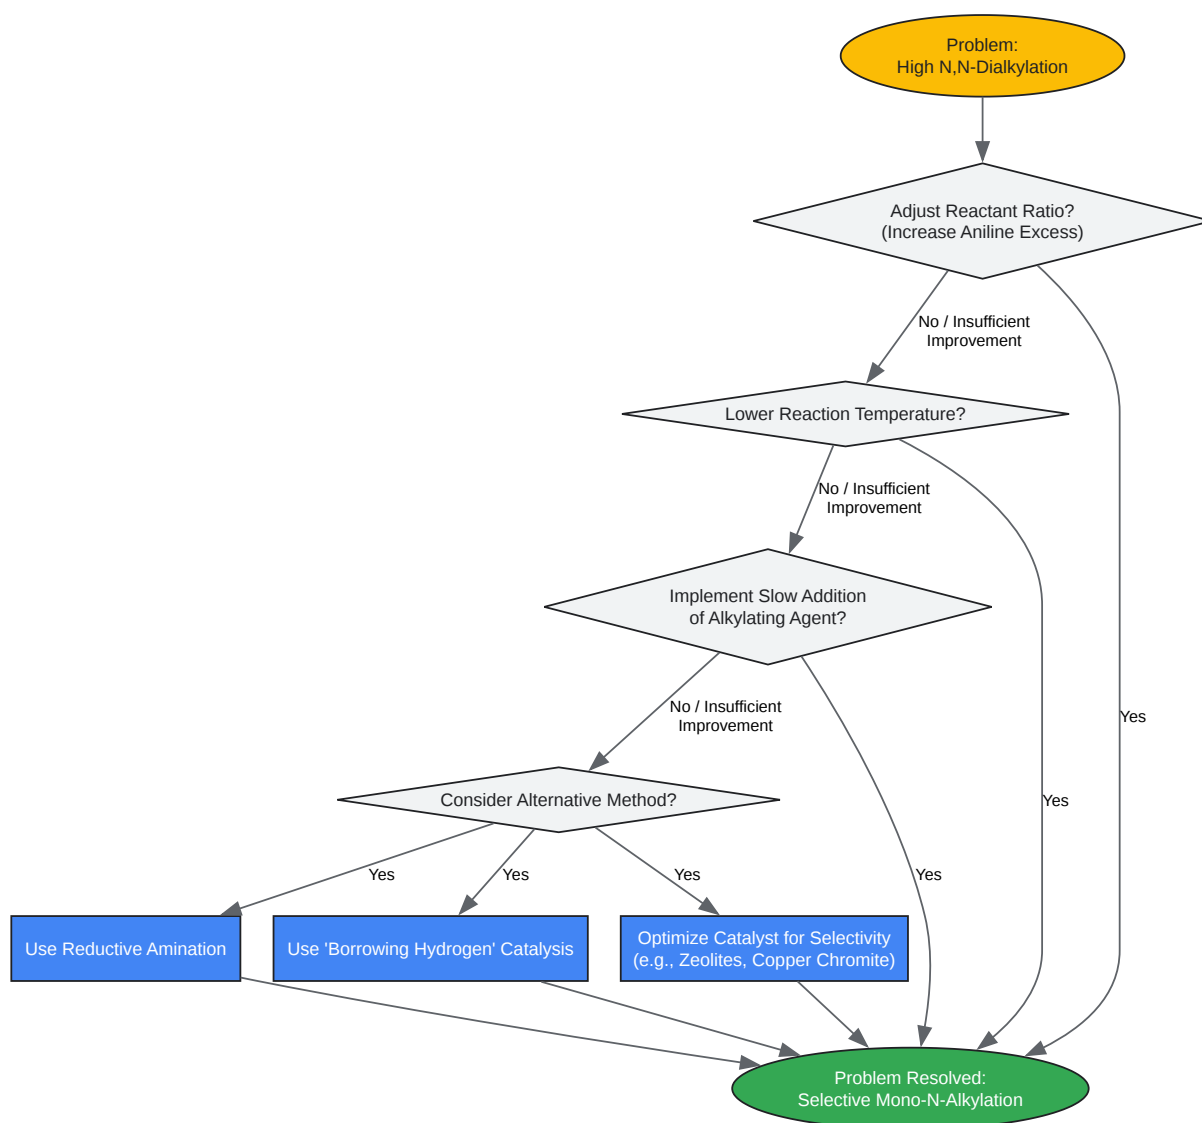 Problem:
High N,N-Dialkylation
Adjust Reactant Ratio?
(Increase Aniline Excess)
No / Insufficient
Improvement
Lower Reaction Temperature?
No / Insufficient
Improvement
Implement Slow Addition
of Alkylating Agent?
No / Insufficient
Improvement
Yes
Consider Alternative Method?
Yes
Yes
Yes
Yes
Yes
Use Reductive Amination
Use 'Borrowing Hydrogen' Catalysis
Optimize Catalyst for Selectivity
(e.g., Zeolites, Copper Chromite)
Problem Resolved:
Selective Mono-N-Alkylation